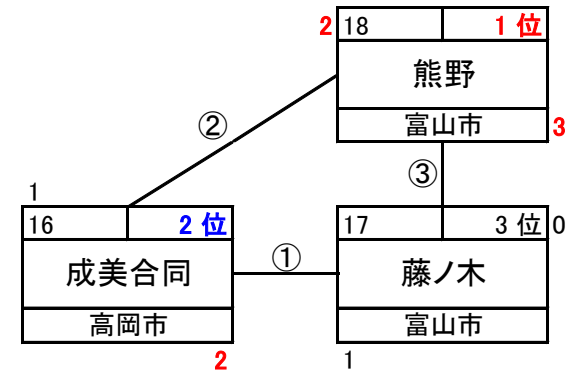 2 18 1 位
熊野
富山市 3
②
③
1
16 2 位
成美合同
高岡市
2
①
17 3 位 0
藤ノ木
富山市
1